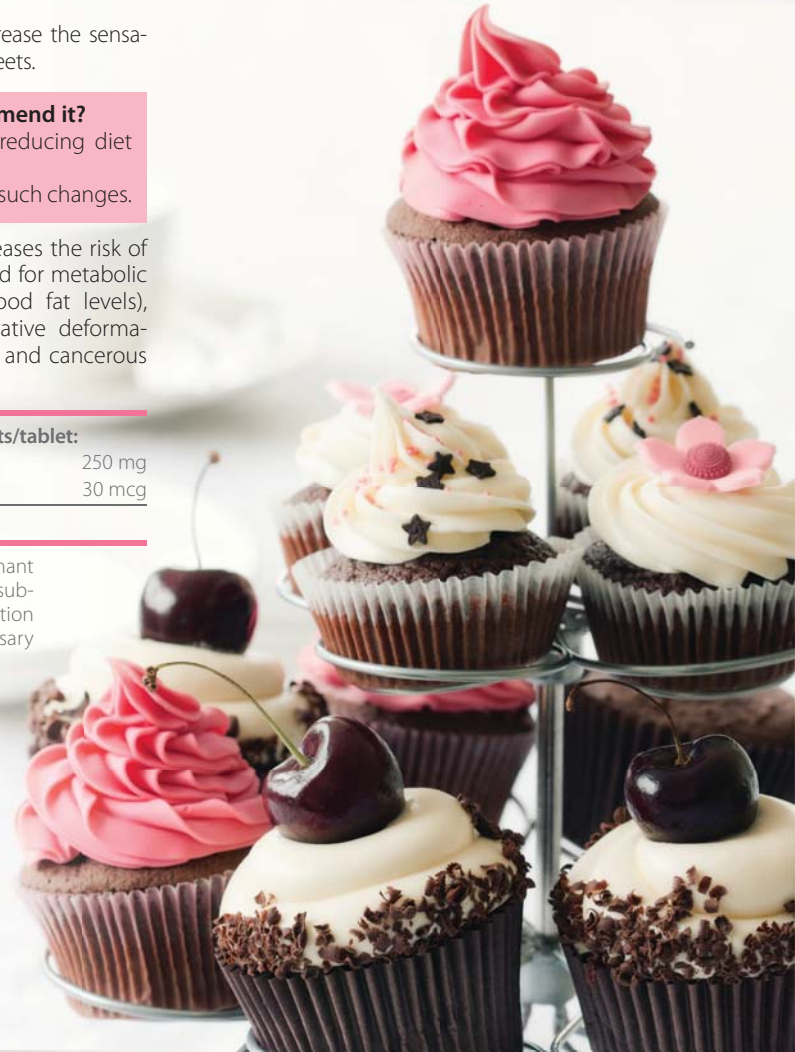 rease the sensa-
eets.
mend it?
reducing diet
such changes.
eases the risk of
d for metabolic
ood fat levels),
ative deforma-
and cancerous
ts/tablet:
250 mg
30 mcg
nant
sub-
tion
sary